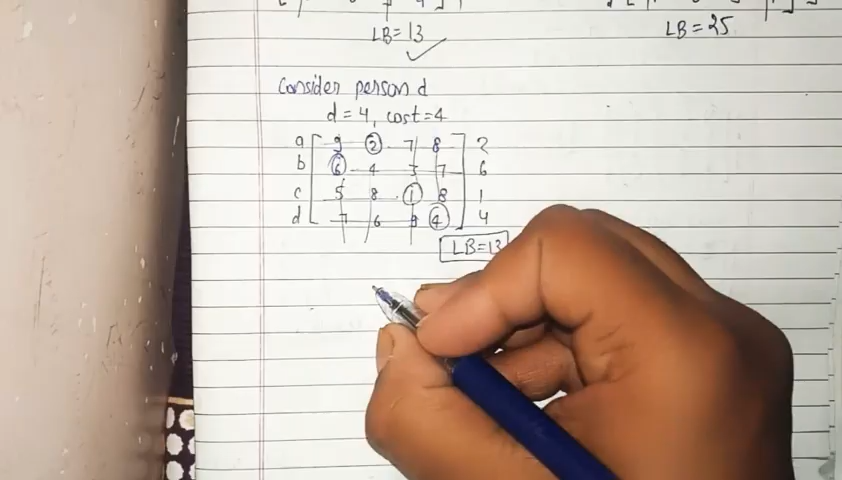 LB=13 ✓ LB=25
Consider person d
d=4, cost=4
a 9 2 7 8 2
b 6 4 3 7 6
c 5 8 1 8 1
d 7 6 9 4 4
LB=13